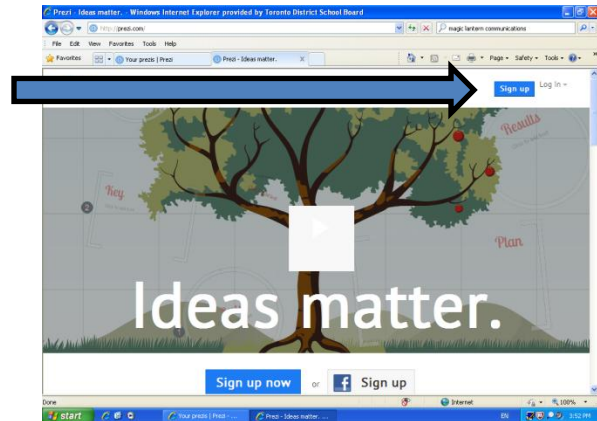 Prezi - Ideas matter. - Windows Internet Explorer provided by Toronto District School Board
http://prezi.com/
magic lantern communications
File Edit View Favorites Tools Help
Favorites Your prezis | Prezi Prezi - Ideas matter. X Page Safety Tools
Sign up Log In
Results
Key
2
Plan
Ideas matter.
1
Sign up now or f Sign up
Done Internet 100%
start Your prezis | Prezi - ... Prezi - Ideas matter. ... EN 3:52 PM